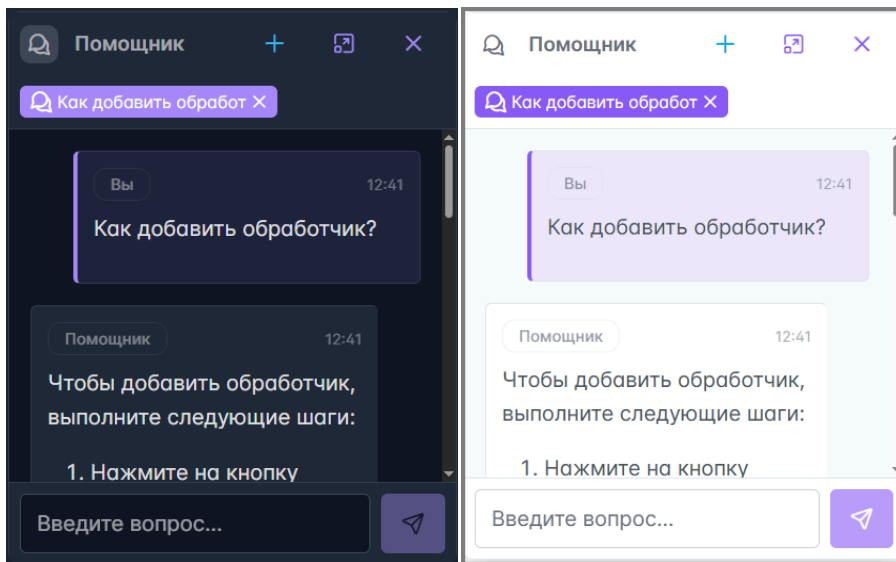 Помощник
Как добавить обработ
Вы
12:41
Как добавить обработчик?
Помощник
12:41
Чтобы добавить обработчик,
выполните следующие шаги:
1. Нажмите на кнопку
Введите вопрос...
Помощник
Как добавить обработ
Вы
12:41
Как добавить обработчик?
Помощник
12:41
Чтобы добавить обработчик,
выполните следующие шаги:
1. Нажмите на кнопку
Введите вопрос...